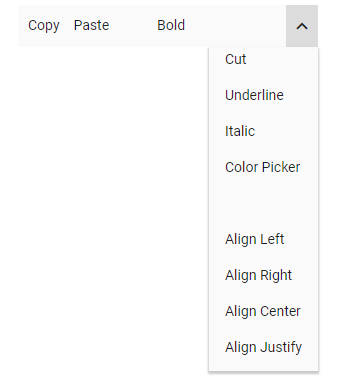 Copy Paste Bold
Cut
Underline
Italic
Color Picker
Align Left
Align Right
Align Center
Align Justify